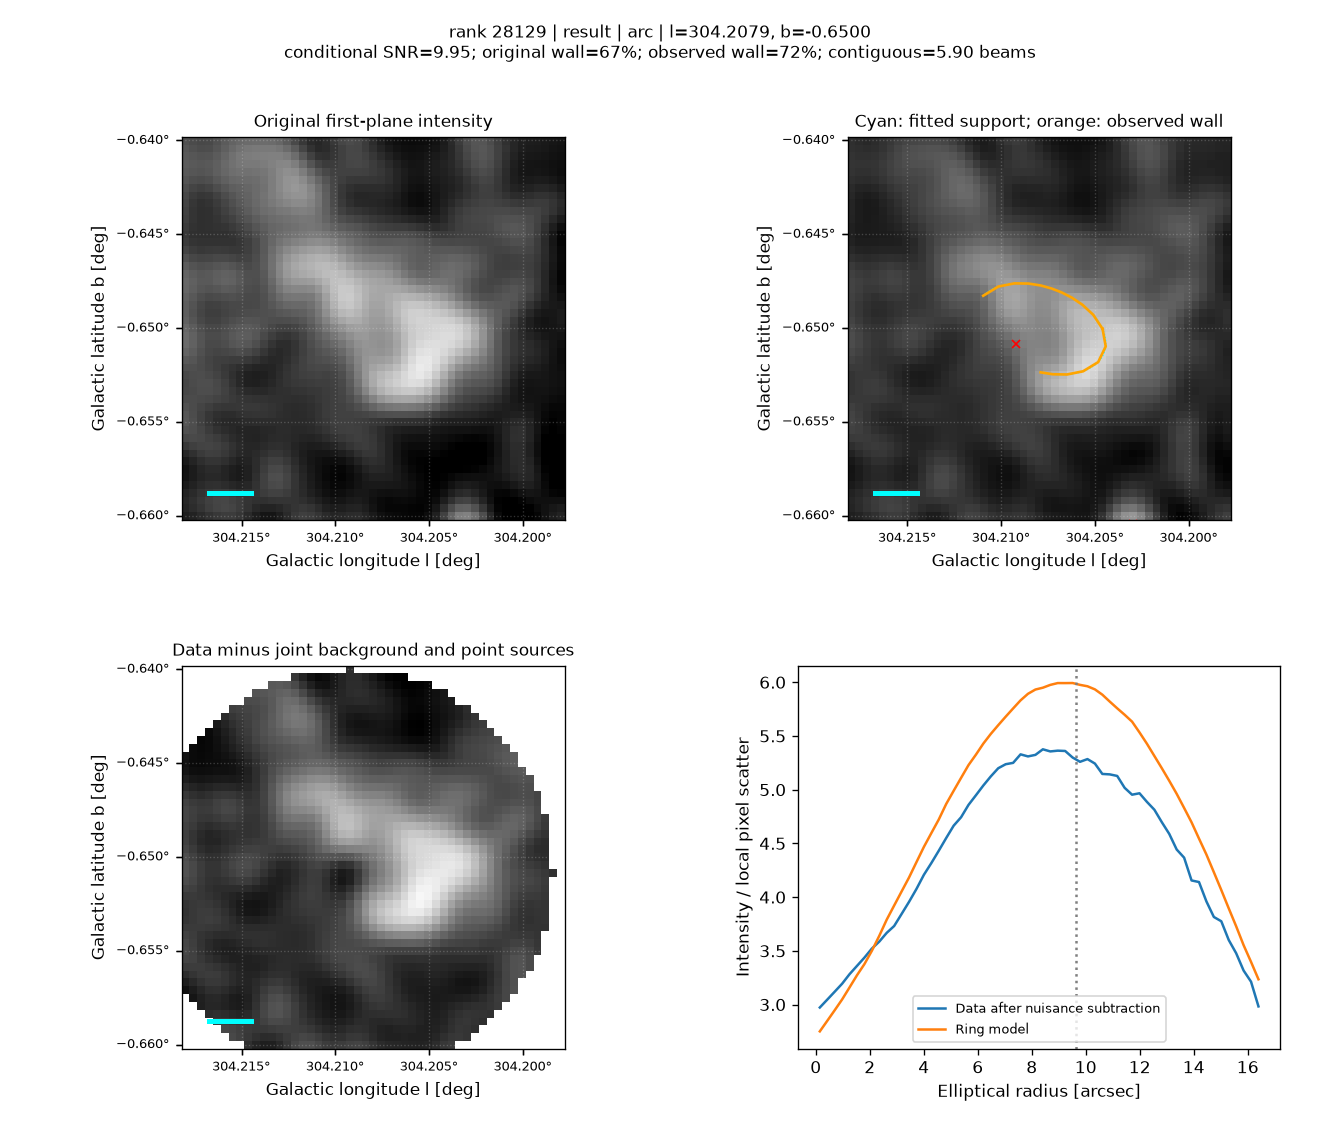 rank 28129 | result | arc | l=304.2079, b=-0.6500
conditional SNR=9.95; original wall=67%; observed wall=72%; contiguous=5.90 beams
Original first-plane intensity
−0.640°
−0.645°
−0.650°
−0.655°
−0.660°
304.215°
304.210°
304.205°
304.200°
Galactic longitude l [deg]
Galactic latitude b [deg]
Cyan: fitted support; orange: observed wall
−0.640°
−0.645°
−0.650°
−0.655°
−0.660°
304.215°
304.210°
304.205°
304.200°
Galactic longitude l [deg]
Galactic latitude b [deg]
Data minus joint background and point sources
−0.640°
−0.645°
−0.650°
−0.655°
−0.660°
304.215°
304.210°
304.205°
304.200°
Galactic longitude l [deg]
Galactic latitude b [deg]
6.0
5.5
5.0
4.5
4.0
3.5
3.0
0
2
4
6
8
10
12
14
16
Elliptical radius [arcsec]
Intensity / local pixel scatter
Data after nuisance subtraction
Ring model